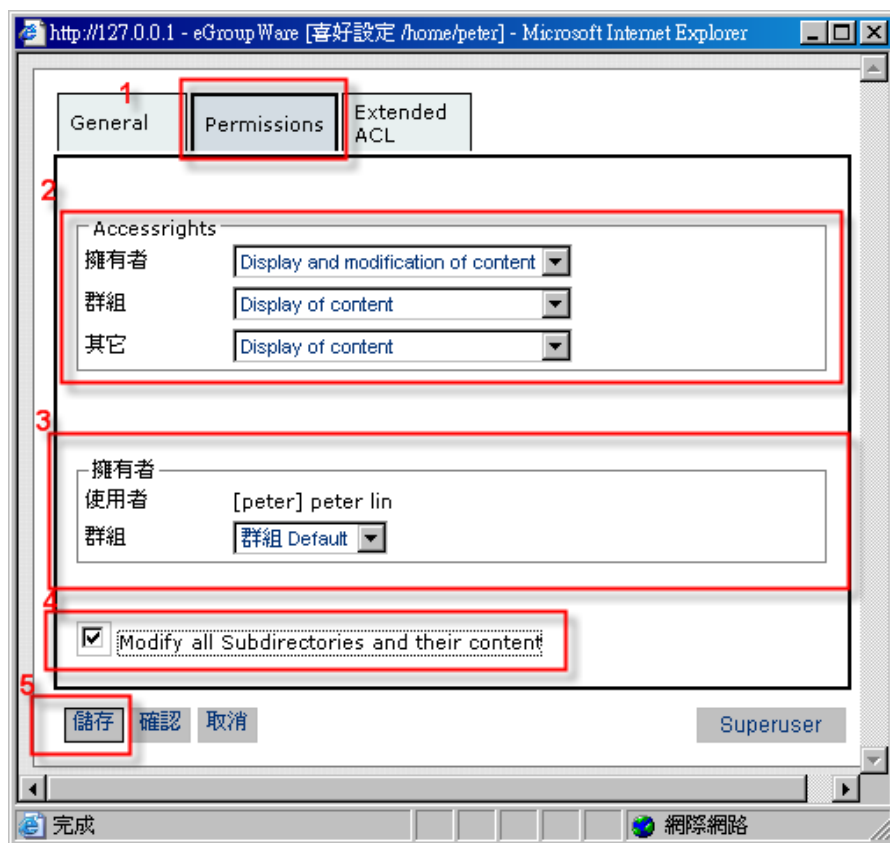 http://127.0.0.1 - eGroupWare [喜好設定 /home/peter] - Microsoft Internet Explorer
1
General
Permissions
Extended
ACL
2
Accessrights
擁有者 Display and modification of content
群組 Display of content
其它 Display of content
3
擁有者
使用者 [peter] peter lin
群組 群組 Default
4
Modify all Subdirectories and their content
5
儲存 確認 取消 Superuser
完成 網際網路